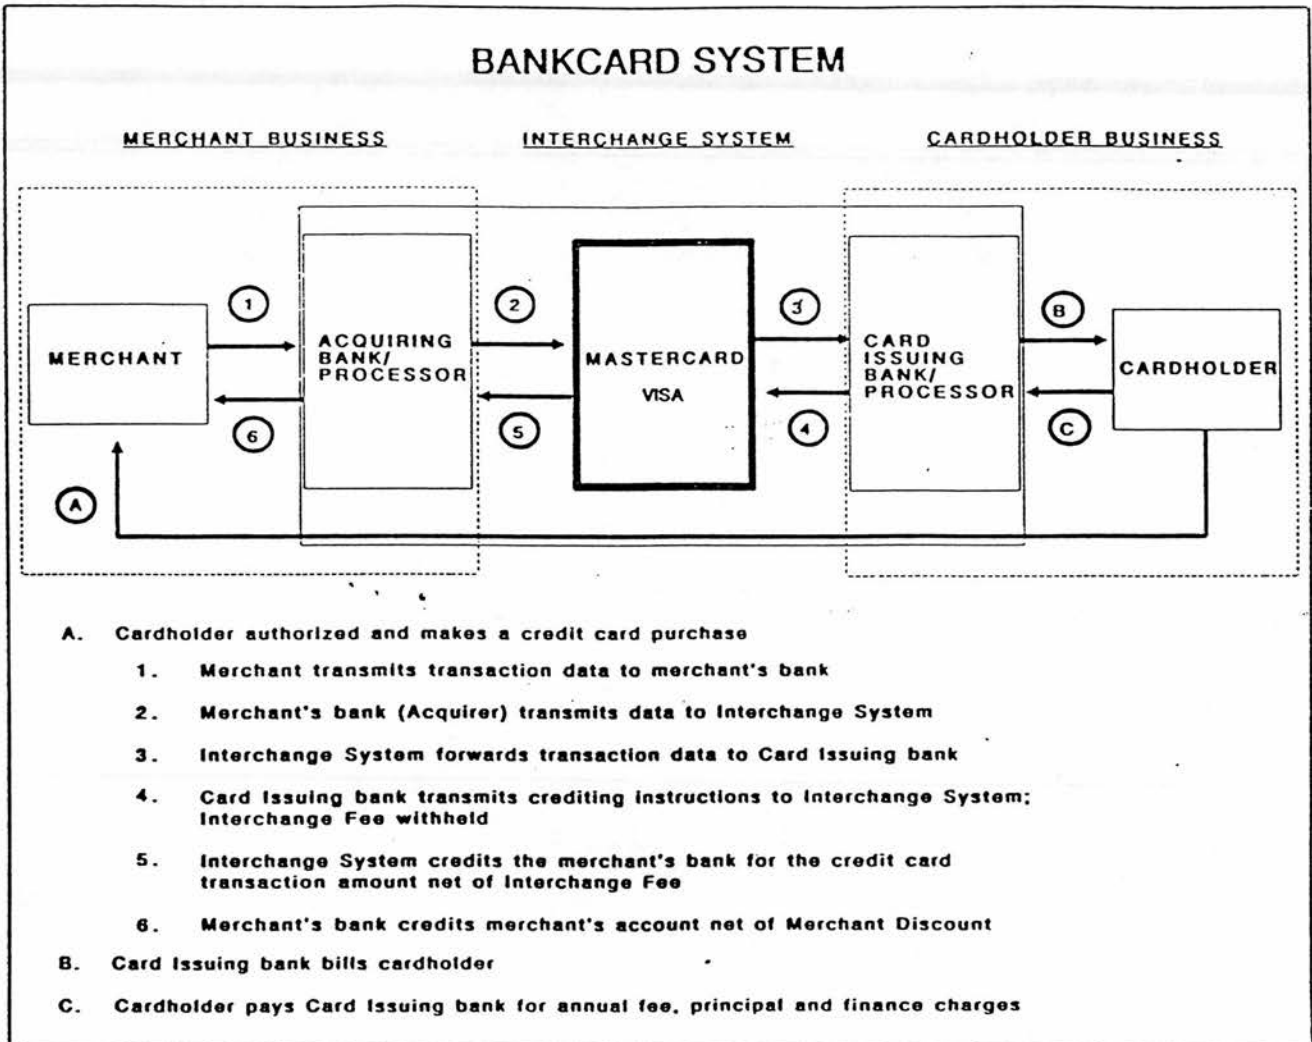 BANKCARD SYSTEM
MERCHANT BUSINESS
INTERCHANGE SYSTEM
CARDHOLDER BUSINESS
1
2
3
B
MERCHANT
ACQUIRING
BANK/
PROCESSOR
MASTERCARD
VISA
CARD
ISSUING
BANK/
PROCESSOR
CARDHOLDER
6
5
4
C
A
A. Cardholder authorized and makes a credit card purchase
1. Merchant transmits transaction data to merchant's bank
2. Merchant's bank (Acquirer) transmits data to Interchange System
3. Interchange System forwards transaction data to Card Issuing bank
4. Card Issuing bank transmits crediting instructions to Interchange System;
Interchange Fee withheld
5. Interchange System credits the merchant's bank for the credit card
transaction amount net of Interchange Fee
6. Merchant's bank credits merchant's account net of Merchant Discount
B. Card Issuing bank bills cardholder
C. Cardholder pays Card Issuing bank for annual fee, principal and finance charges